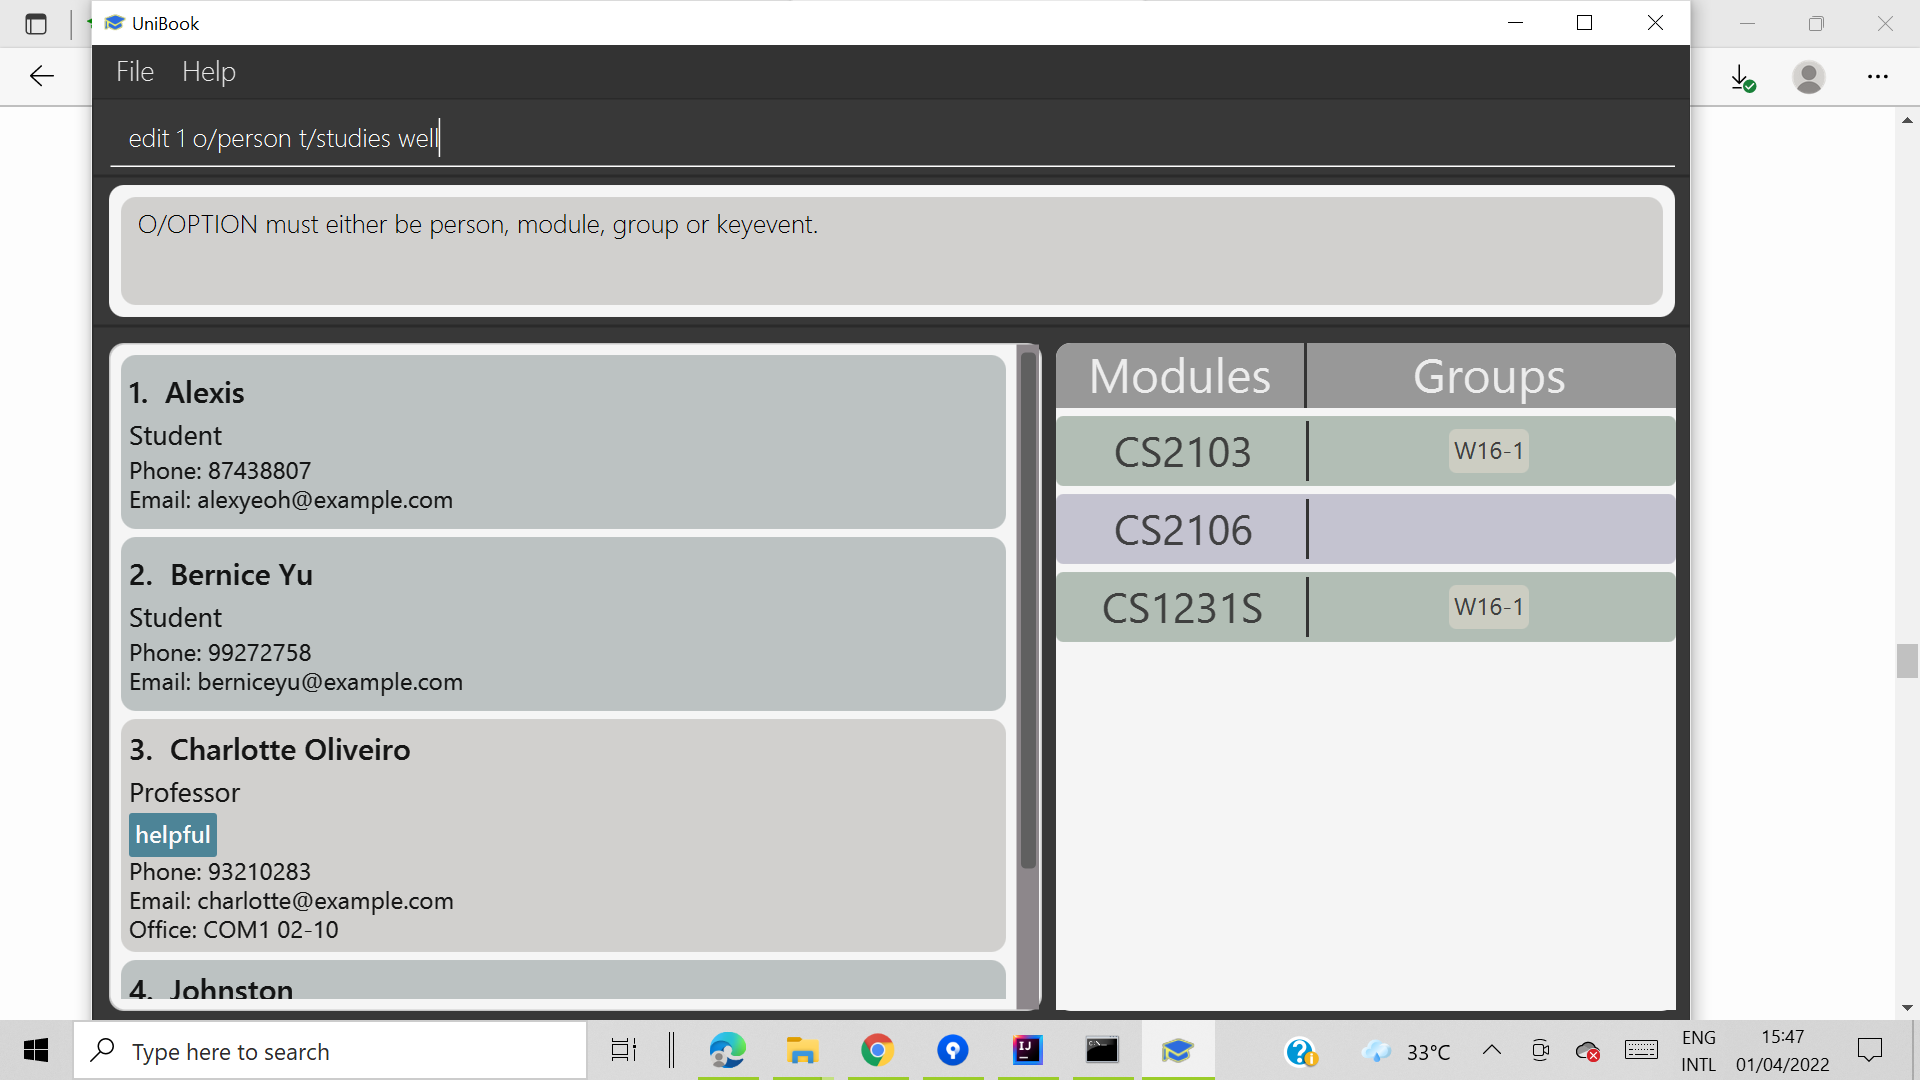 UniBook
File Help
edit 1 o/person t/studies well
O/OPTION must either be person, module, group or keyevent.
1. Alexis
Student
Phone: 87438807
Email: alexyeoh@example.com
2. Bernice Yu
Student
Phone: 99272758
Email: berniceyu@example.com
3. Charlotte Oliveiro
Professor
helpful
Phone: 93210283
Email: charlotte@example.com
Office: COM1 02-10
4. Johnston
Modules Groups
CS2103 W16-1
CS2106
CS1231S W16-1
Type here to search
IJ
33°C
ENG
INTL
15:47
01/04/2022